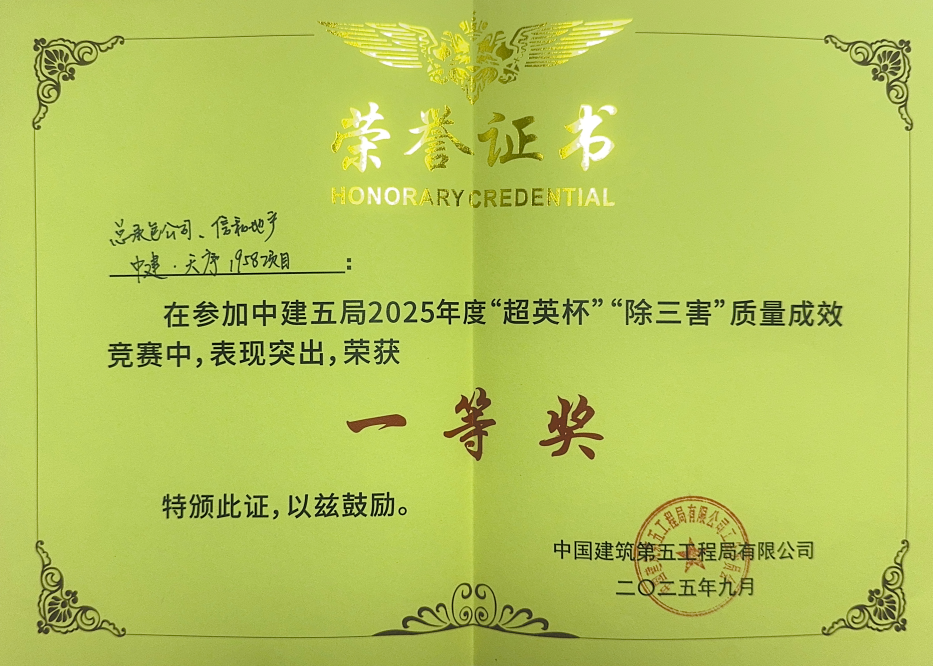 荣誉证书
HONORARY CREDENTIAL
总承包公司、信和地产
中建·天序1958项目:
在参加中建五局2025年度“超英杯”“除三害”质量成效
竞赛中,表现突出,荣获
一等奖
特颁此证,以兹鼓励。
中国建筑第五工程局有限公司
二〇二五年九月